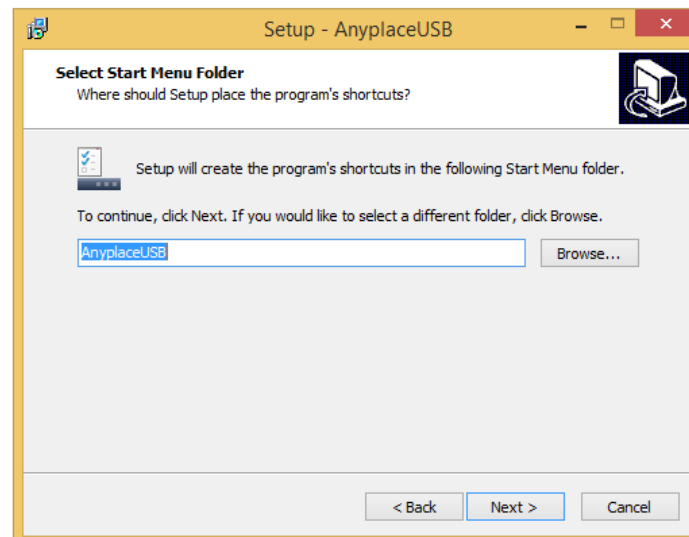 Setup - AnyplaceUSB
Select Start Menu Folder
Where should Setup place the program's shortcuts?
Setup will create the program's shortcuts in the following Start Menu folder.
To continue, click Next. If you would like to select a different folder, click Browse.
AnyplaceUSB
Browse...
< Back
Next >
Cancel